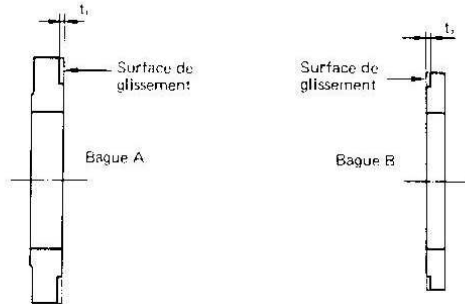 t₁
t₂
Surface de
glissement
Surface de
glissement
Bague A
Bague B